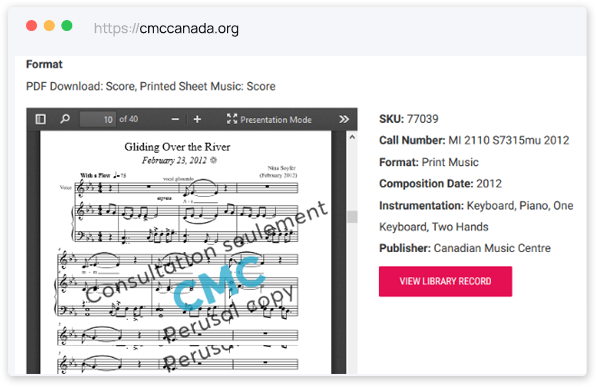 https://cmccanada.org
Format
PDF Download: Score, Printed Sheet Music: Score
10 of 40
Presentation Mode
Gliding Over the River
February 23, 2012
Nina Soyfer
(February 2012)
With a Flow ♩=76
vocal glissando
Voice
Consultation seulement
CMC
Perusal copy
Perusal copy
SKU: 77039
Call Number: MI 2110 S7315mu 2012
Format: Print Music
Composition Date: 2012
Instrumentation: Keyboard, Piano, One
Keyboard, Two Hands
Publisher: Canadian Music Centre
VIEW LIBRARY RECORD